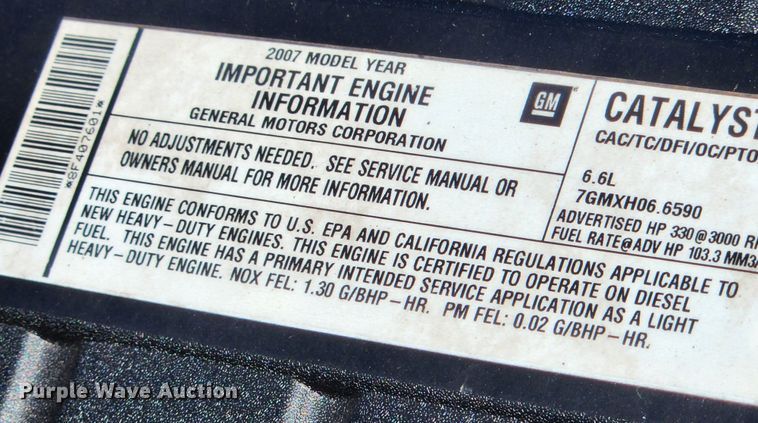 *8F407601*
2007 MODEL YEAR
IMPORTANT ENGINE
INFORMATION
GENERAL MOTORS CORPORATION
GM
NO ADJUSTMENTS NEEDED. SEE SERVICE MANUAL OR
OWNERS MANUAL FOR MORE INFORMATION.
CATALYST
CAC/TC/DFI/OC/PTO
6.6L
7GMXH06.6590
ADVERTISED HP 330@3000 R
FUEL RATE@ADV HP 103.3 MM3
THIS ENGINE CONFORMS TO U.S. EPA AND CALIFORNIA REGULATIONS APPLICABLE TO
NEW HEAVY-DUTY ENGINES. THIS ENGINE IS CERTIFIED TO OPERATE ON DIESEL
FUEL. THIS ENGINE HAS A PRIMARY INTENDED SERVICE APPLICATION AS A LIGHT
HEAVY-DUTY ENGINE. NOX FEL: 1.30 G/BHP-HR. PM FEL: 0.02 G/BHP-HR.
Purple Wave Auction